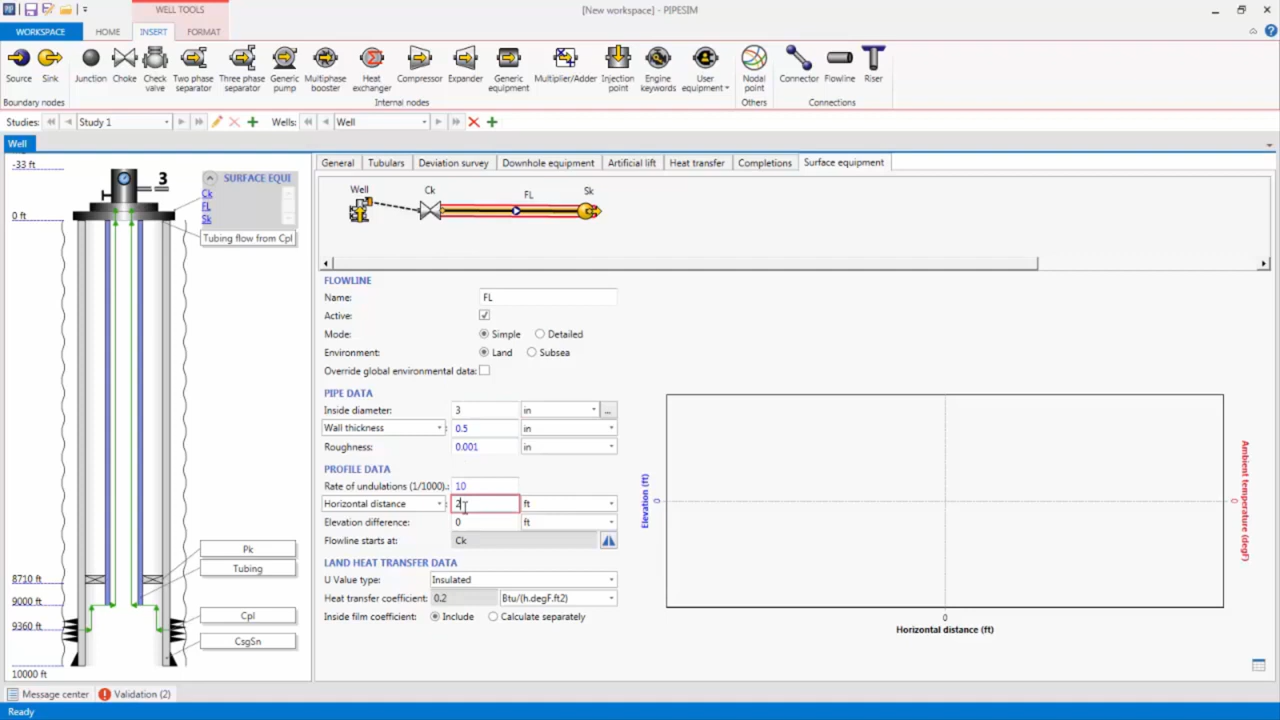 WELL TOOLS
[New workspace] - PIPESIM
WORKSPACE
HOME
INSERT
FORMAT
Source
Sink
Junction
Choke
Check valve
Two phase separator
Three phase separator
Generic pump
Multiphase booster
Heat exchanger
Compressor
Expander
Generic equipment
Multiplier/Adder
Injection point
Engine keywords
User equipment
Nodal point
Connector
Flowline
Riser
Boundary nodes
Internal nodes
Others
Connections
Studies:
Study 1
Wells:
Well
Well
General
Tubulars
Deviation survey
Downhole equipment
Artificial lift
Heat transfer
Completions
Surface equipment
-33 ft
3
SURFACE EQUI
Ck
FL
Sk
0 ft
Tubing flow from Cpl
Pk
Tubing
8710 ft
9000 ft
Cpl
9360 ft
CsgSn
10000 ft
Well
Ck
FL
Sk
FLOWLINE
Name:
FL
Active:
Mode:
Simple
Detailed
Environment:
Land
Subsea
Override global environmental data:
PIPE DATA
Inside diameter:
3
in
...
Wall thickness
:
0.5
in
Roughness:
0.001
in
PROFILE DATA
Rate of undulations (1/1000).:
10
Horizontal distance
:
2
ft
Elevation difference:
0
ft
Flowline starts at:
Ck
LAND HEAT TRANSFER DATA
U Value type:
Insulated
Heat transfer coefficient:
0.2
Btu/(h.degF.ft2)
Inside film coefficient:
Include
Calculate separately
Elevation (ft)
0
0
Ambient temperature (degF)
0
Horizontal distance (ft)
Message center
Validation (2)
Ready